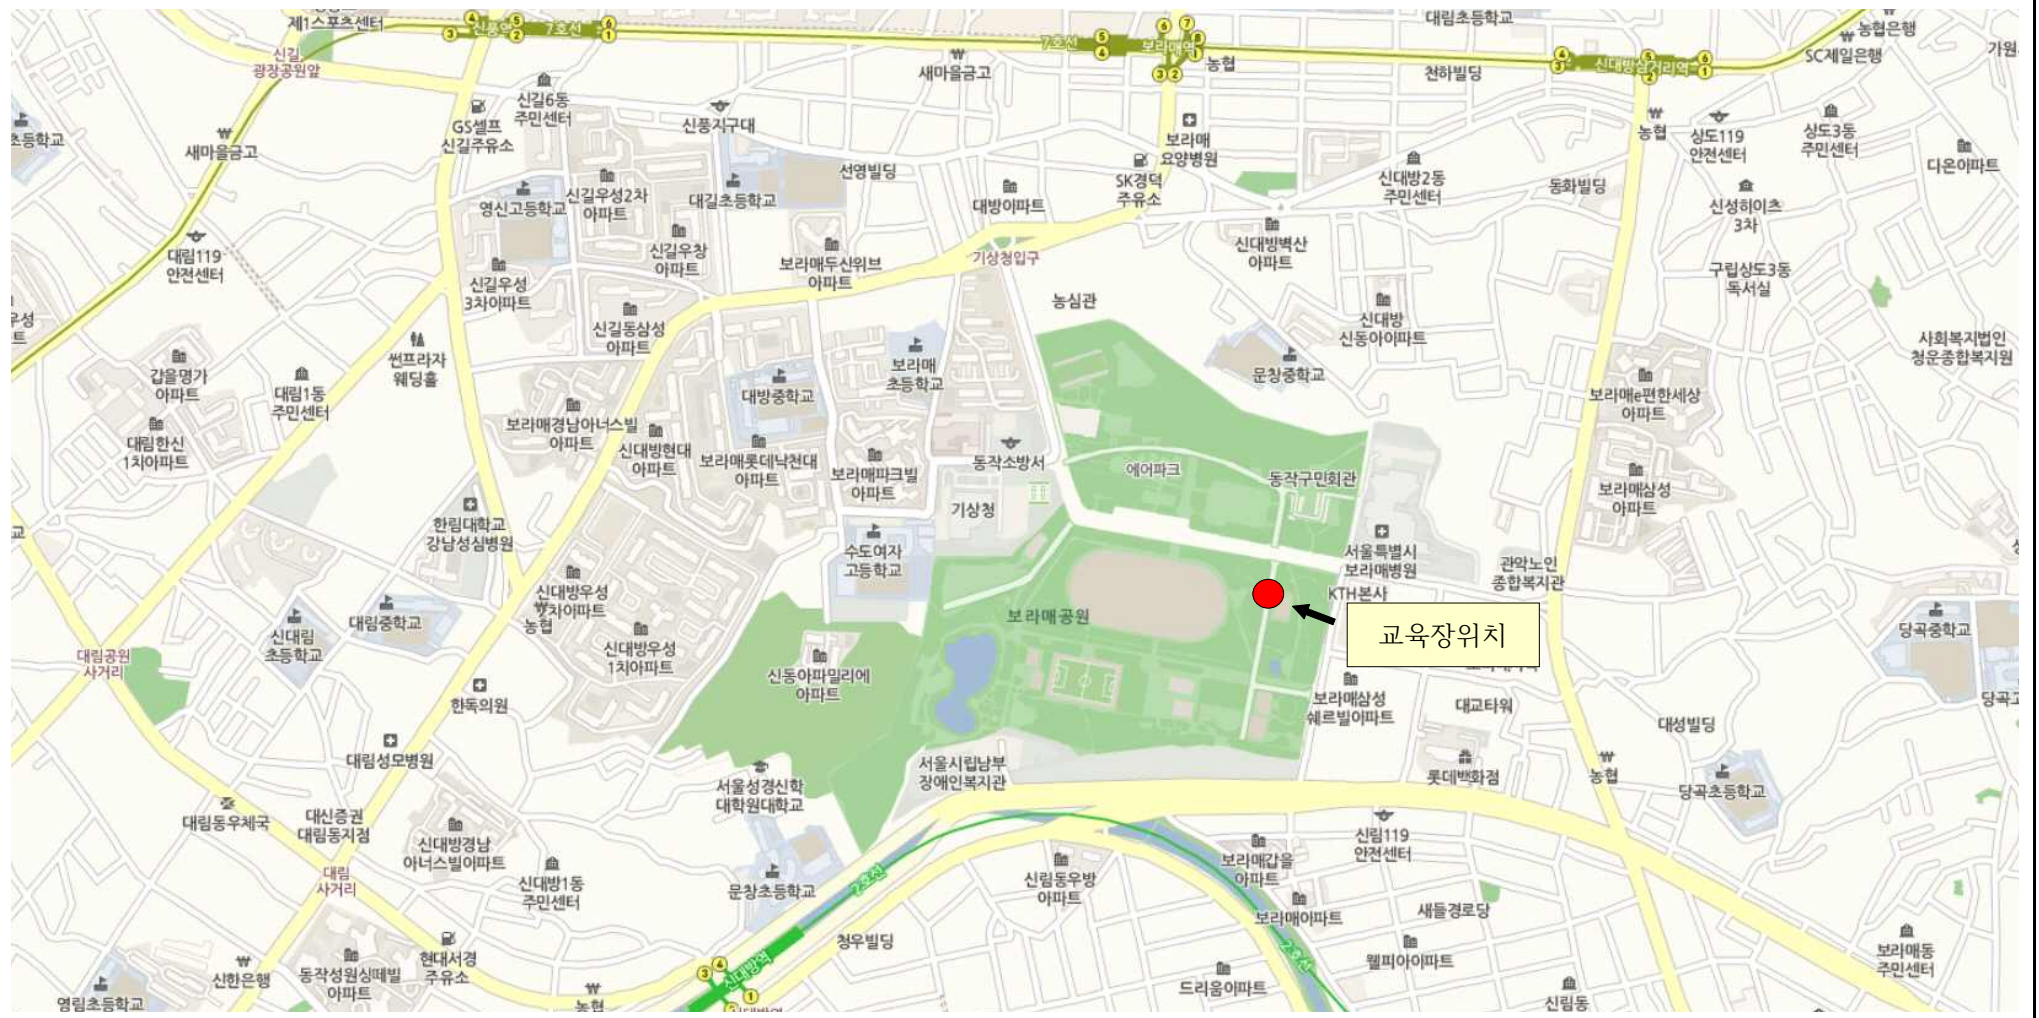 제1스포츠센터
신길
광장공원앞
7호선
7호선
보라매역
신대방삼거리역
대림초등학교
농협은행
SC제일은행
천하빌딩
농협
새마을금고
신길6동
주민센터
GS셀프
신길주유소
신풍지구대
새마을금고
초등학교
보라매
요양병원
SK경덕
주유소
신대방2동
주민센터
동화빌딩
농협
상도119
안전센터
상도3동
주민센터
다온아파트
신성하이츠
3차
선영빌딩
대방아파트
대길초등학교
신길우성2차
아파트
영신고등학교
신길우창
아파트
보라매두산위브
아파트
기상청입구
신대방벽산
아파트
구립상도3동
독서실
대림119
안전센터
신길우성
3차아파트
신길동삼성
아파트
농심관
신대방
신동아아파트
사회복지법인
청운종합복지원
썬프라자
웨딩홀
갑을명가
아파트
대림1동
주민센터
대림한신
1차아파트
보라매
초등학교
대방중학교
문창중학교
보라매e편한세상
아파트
보라매경남아너스빌
아파트
신대방현대
아파트
보라매롯데낙천대
아파트
보라매파크빌
아파트
동작소방서
에어파크
동작구민회관
보라매삼성
아파트
기상청
한림대학교
강남성심병원
수도여자
고등학교
서울특별시
보라매병원
관악노인
종합복지관
KTH본사
교육장위치
보라매공원
신대방우성
2차아파트
농협
신대방우성
1차아파트
대림중학교
신대림
초등학교
대림공원
사거리
당곡중학교
신동아파밀리에
아파트
한독의원
보라매삼성
쉐르빌아파트
대교타워
대성빌딩
롯데백화점
농협
당곡초등학교
대림성모병원
서울시립남부
장애인복지관
서울성경신학
대학원대학교
대림동우체국
대신증권
대림동지점
신대방경남
아너스빌아파트
신림119
안전센터
보라매갑을
아파트
대림
사거리
신대방1동
주민센터
문창초등학교
2호선
신림동우방
아파트
보라매아파트
새들경로당
청우빌딩
신대방역
2호선
웰피아아파트
보라매동
주민센터
현대서경
주유소
동작성원상떼빌
아파트
신한은행
영림초등학교
농협
드리움아파트
신림동